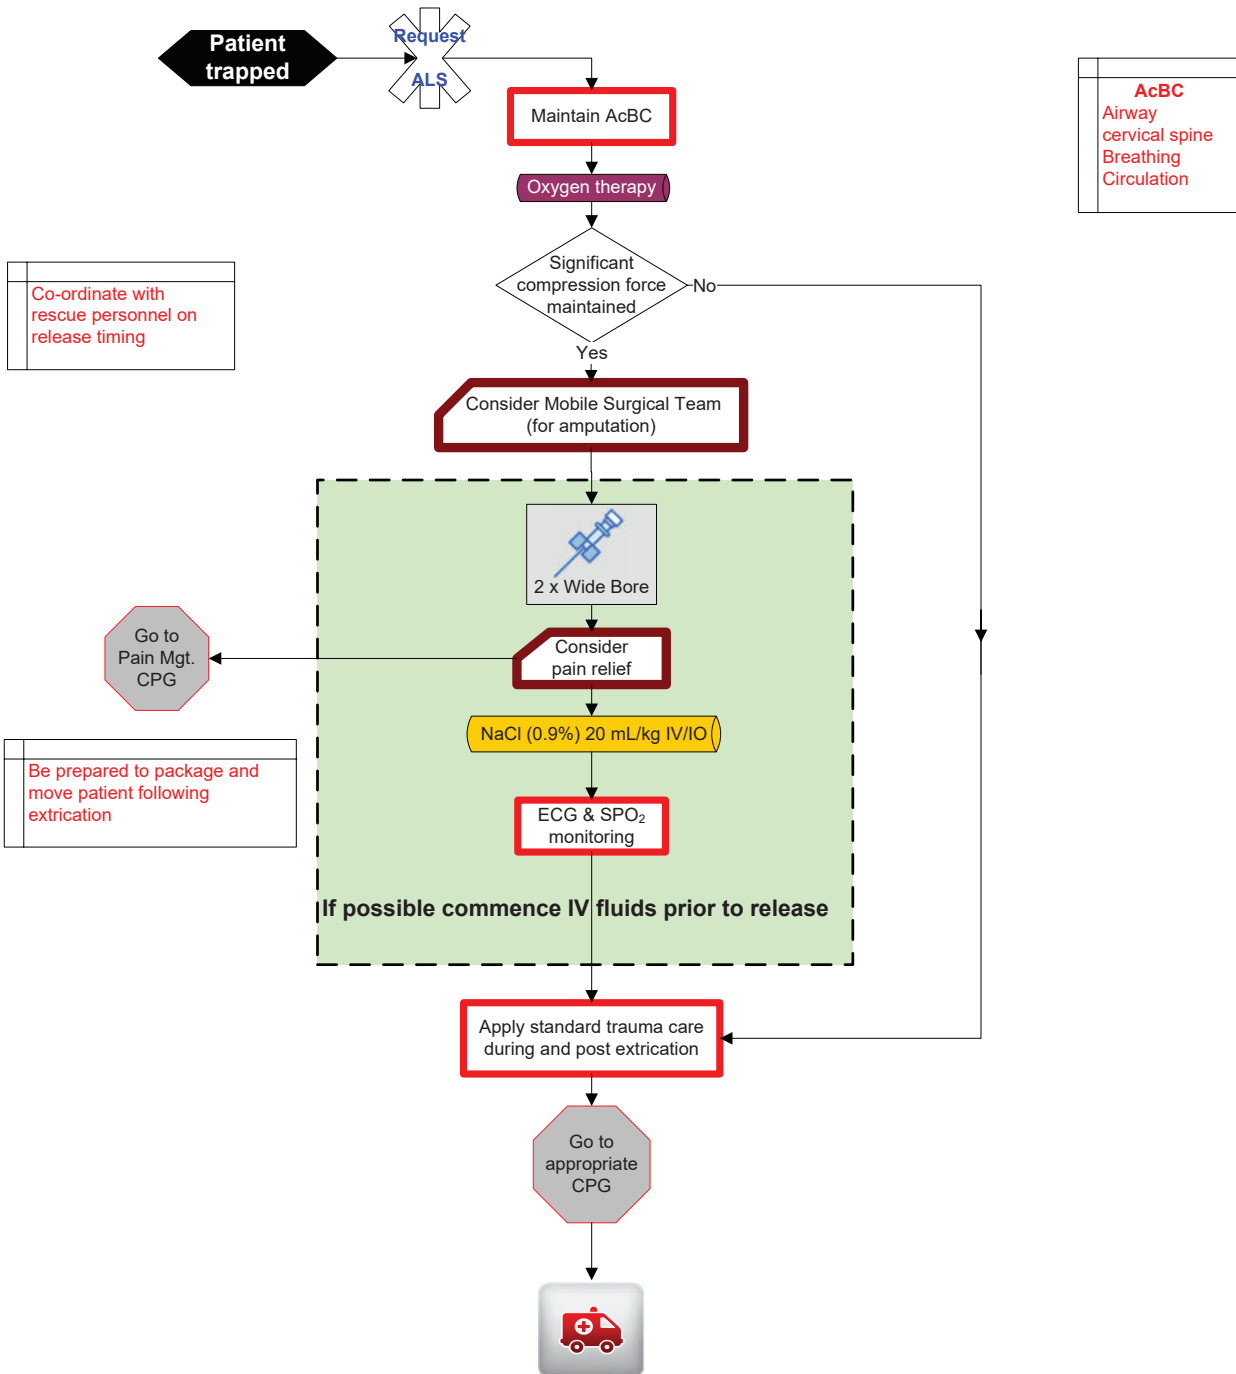 Patient
trapped
Request
ALS
Maintain AcBC
AcBC
Airway
cervical spine
Breathing
Circulation
Oxygen therapy
Significant
compression force
maintained
No
Yes
Co-ordinate with
rescue personnel on
release timing
Consider Mobile Surgical Team
(for amputation)
2 x Wide Bore
Consider
pain relief
Go to
Pain Mgt.
CPG
NaCl (0.9%) 20 mL/kg IV/IO
Be prepared to package and
move patient following
extrication
ECG & SPO₂
monitoring
If possible commence IV fluids prior to release
Apply standard trauma care
during and post extrication
Go to
appropriate
CPG